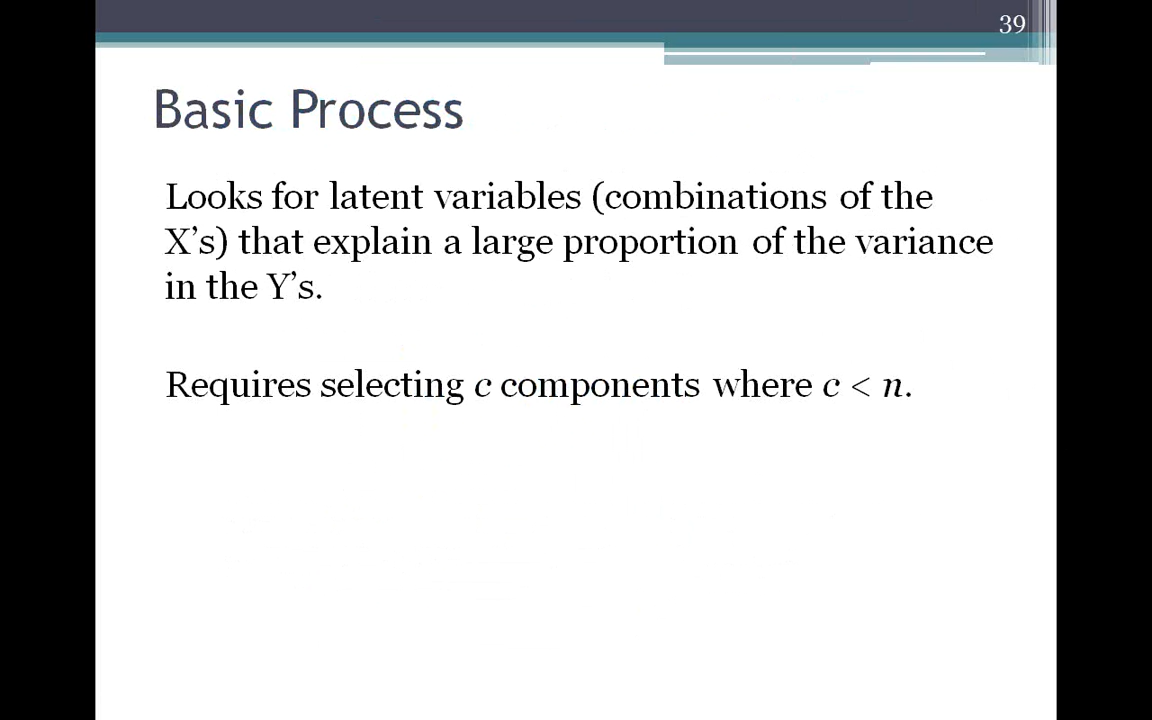 39
Basic Process
Looks for latent variables (combinations of the
X’s) that explain a large proportion of the variance
in the Y’s.
Requires selecting c components where c < n.